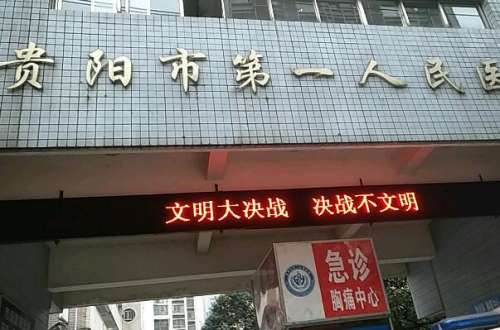 贵阳市第一人民医
文明大决战 决战不文明
急诊
胸痛中心